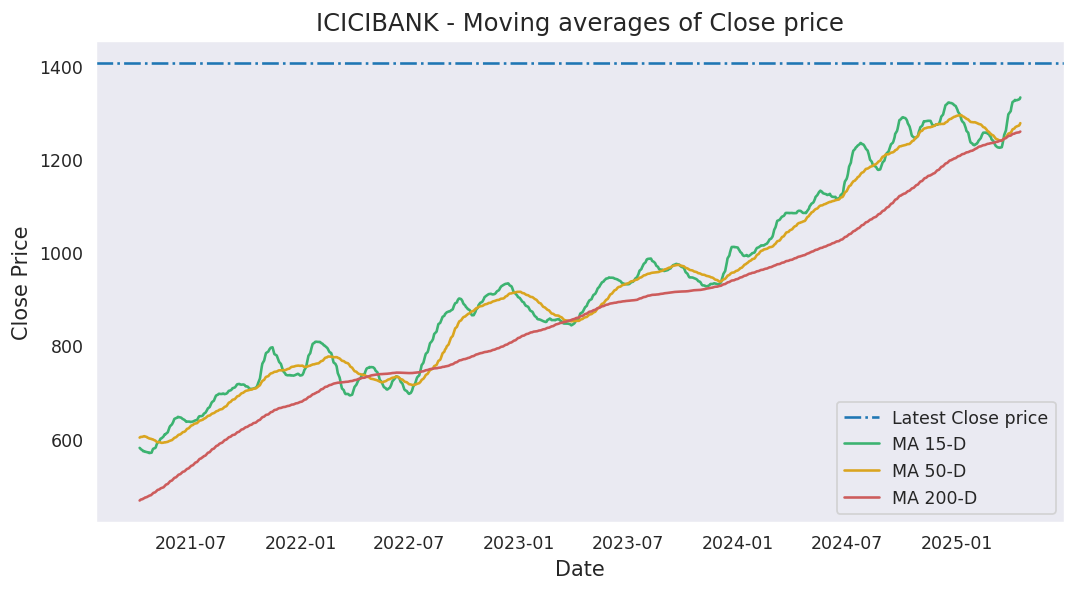 ICICIBANK - Moving averages of Close price
Close Price
1400
1200
1000
800
600
Latest Close price
MA 15-D
MA 50-D
MA 200-D
2021-07 2022-01 2022-07 2023-01 2023-07 2024-01 2024-07 2025-01
Date